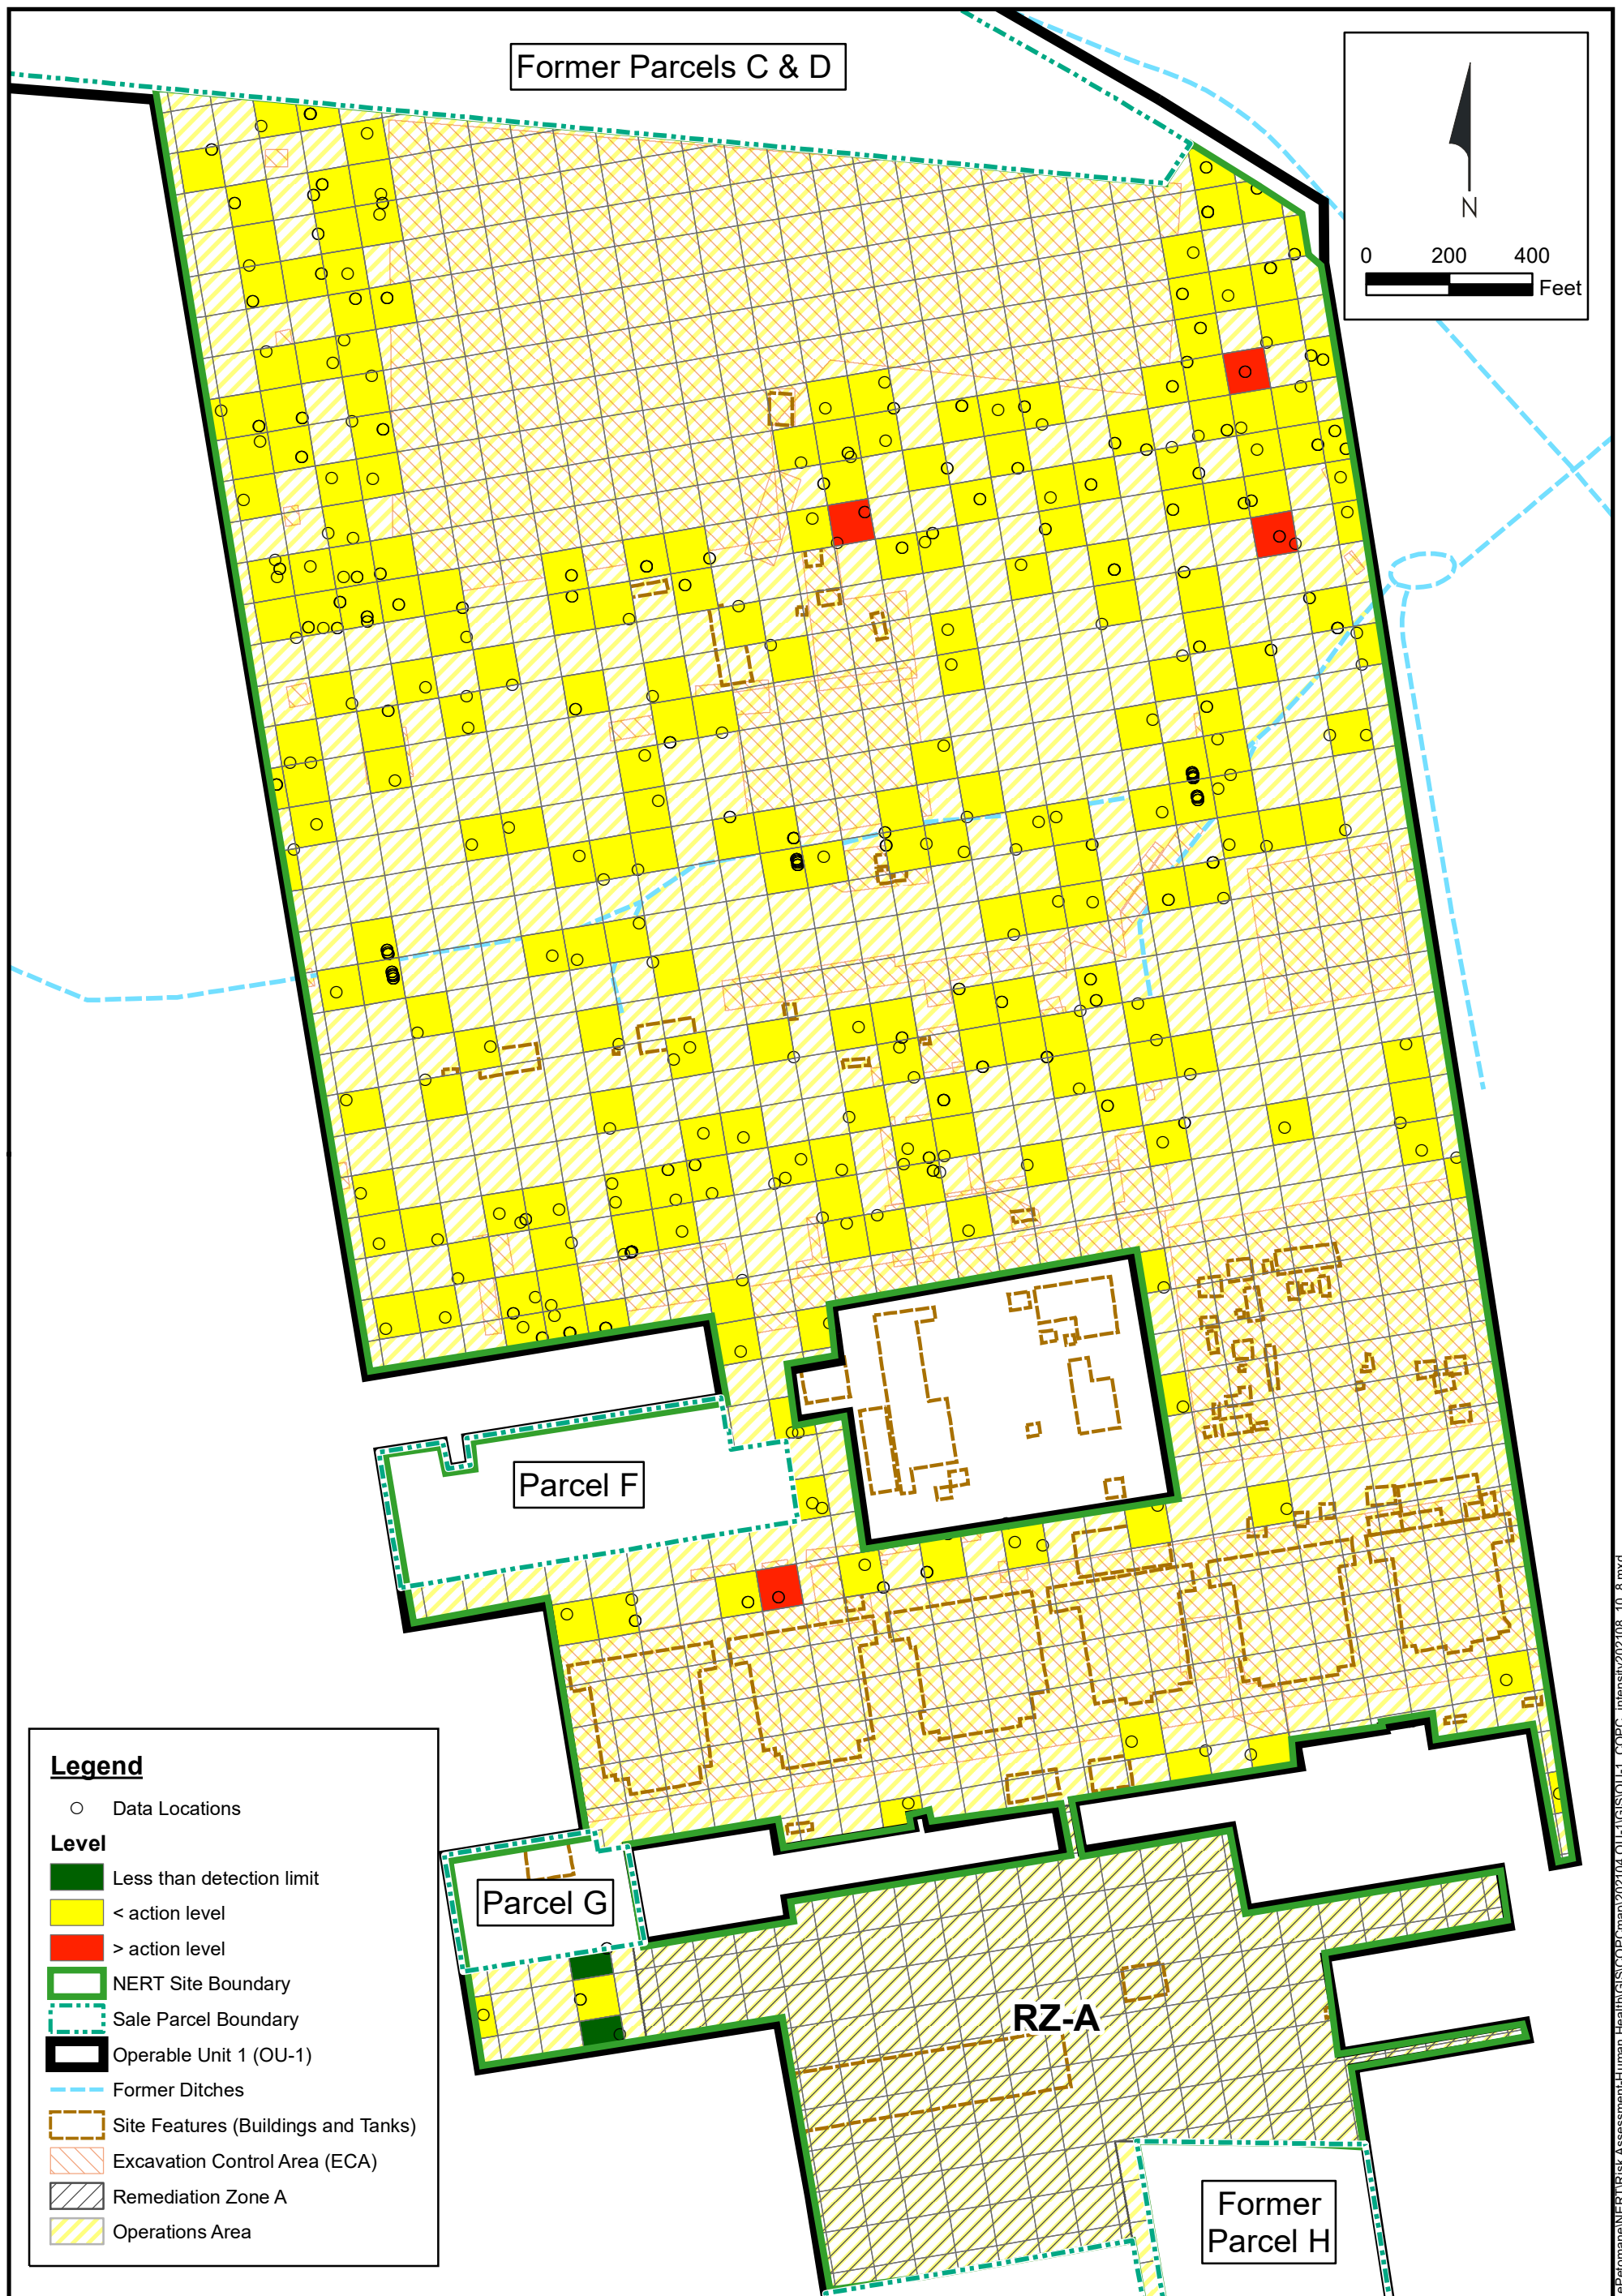 Former Parcels C & D
N
0 200 400
Feet
Parcel F
Parcel G
RZ-A
Former
Parcel H
Legend
Data Locations
Level
Less than detection limit
< action level
> action level
NERT Site Boundary
Sale Parcel Boundary
Operable Unit 1 (OU-1)
Former Ditches
Site Features (Buildings and Tanks)
Excavation Control Area (ECA)
Remediation Zone A
Operations Area